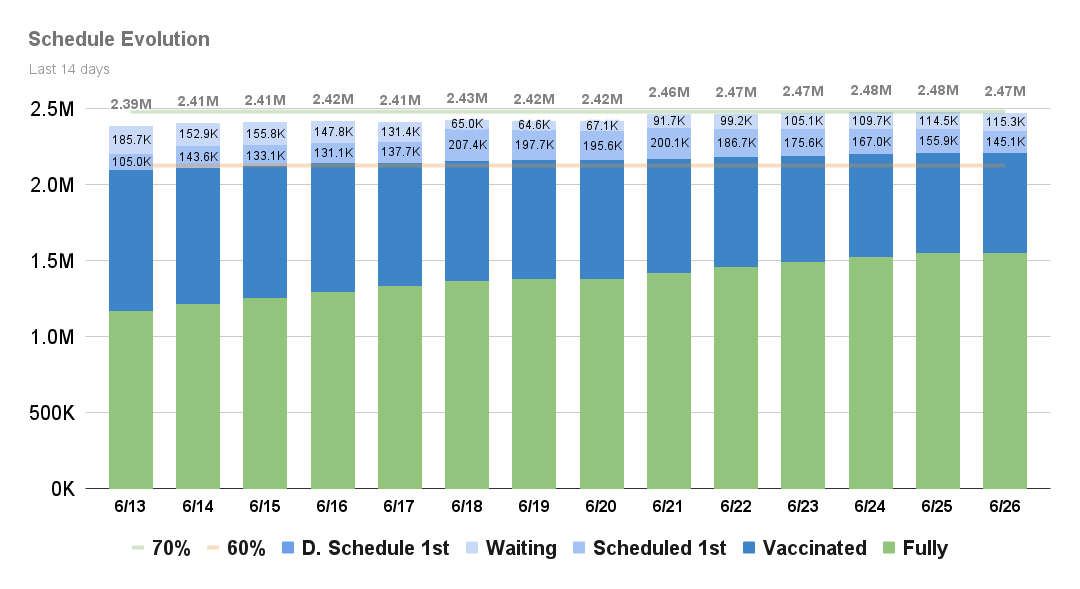 Schedule Evolution
Last 14 days
2.39M 2.41M 2.41M 2.42M 2.41M 2.43M 2.42M 2.42M 2.46M 2.47M 2.47M 2.48M 2.48M 2.47M
2.5M
185.7K 152.9K 155.8K 147.8K 131.4K 65.0K 64.6K 67.1K 91.7K 99.2K 105.1K 109.7K 114.5K 115.3K
105.0K 143.6K 133.1K 131.1K 137.7K 207.4K 197.7K 195.6K 200.1K 186.7K 175.6K 167.0K 155.9K 145.1K
2.0M
1.5M
1.0M
500K
0K
6/13 6/14 6/15 6/16 6/17 6/18 6/19 6/20 6/21 6/22 6/23 6/24 6/25 6/26
70% 60% D. Schedule 1st Waiting Scheduled 1st Vaccinated Fully